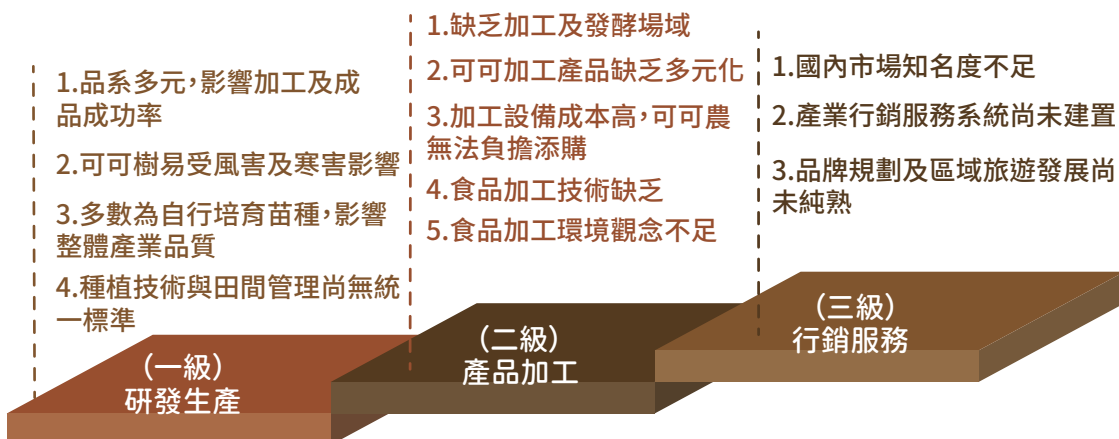 1.品系多元,影響加工及成
品成功率
2.可可樹易受風害及寒害影響
3.多數為自行培育苗種,影響
整體產業品質
4.種植技術與田間管理尚無統
一標準
(一級)
研發生產
1.缺乏加工及發酵場域
2.可可加工產品缺乏多元化
3.加工設備成本高,可可農
無法負擔添購
4.食品加工技術缺乏
5.食品加工環境觀念不足
(二級)
產品加工
1.國內市場知名度不足
2.產業行銷服務系統尚未建置
3.品牌規劃及區域旅遊發展尚
未純熟
(三級)
行銷服務